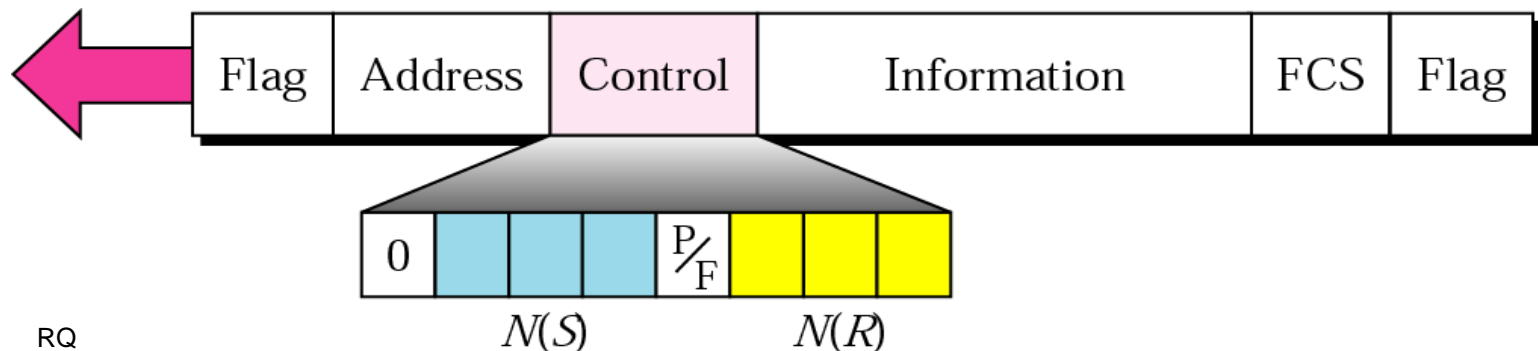 Flag Address Control Information FCS Flag
0 P/F
N(S) N(R)
RQ